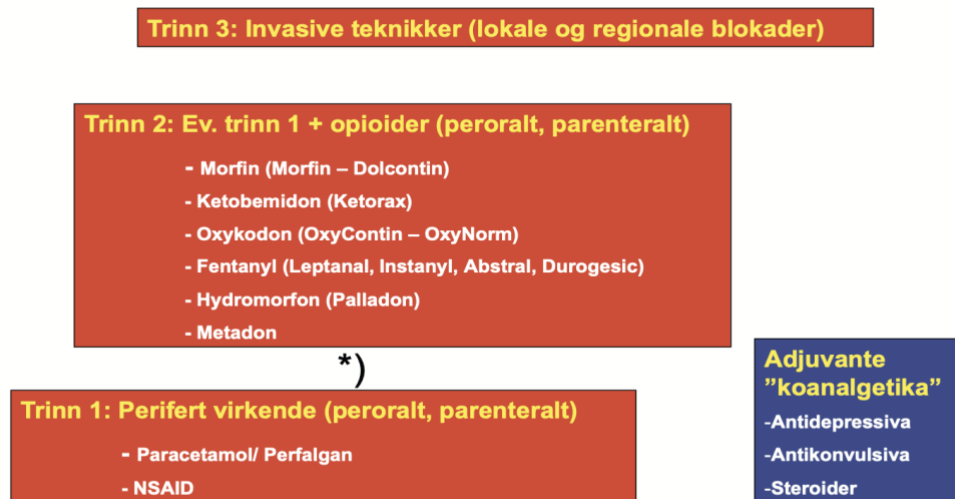 Trinn 3: Invasive teknikker (lokale og regionale blokader)
Trinn 2: Ev. trinn 1 + opioider (peroralt, parenteralt)
- Morfin (Morfin – Dolcontin)
- Ketobemidon (Ketorax)
- Oxykodon (OxyContin – OxyNorm)
- Fentanyl (Leptanal, Instanyl, Abstral, Durogesic)
- Hydromorfon (Palladon)
- Metadon
*)
Trinn 1: Perifert virkende (peroralt, parenteralt)
- Paracetamol/ Perfalgan
- NSAID
Adjuvante
”koanalgetika”
-Antidepressiva
-Antikonvulsiva
-Steroider